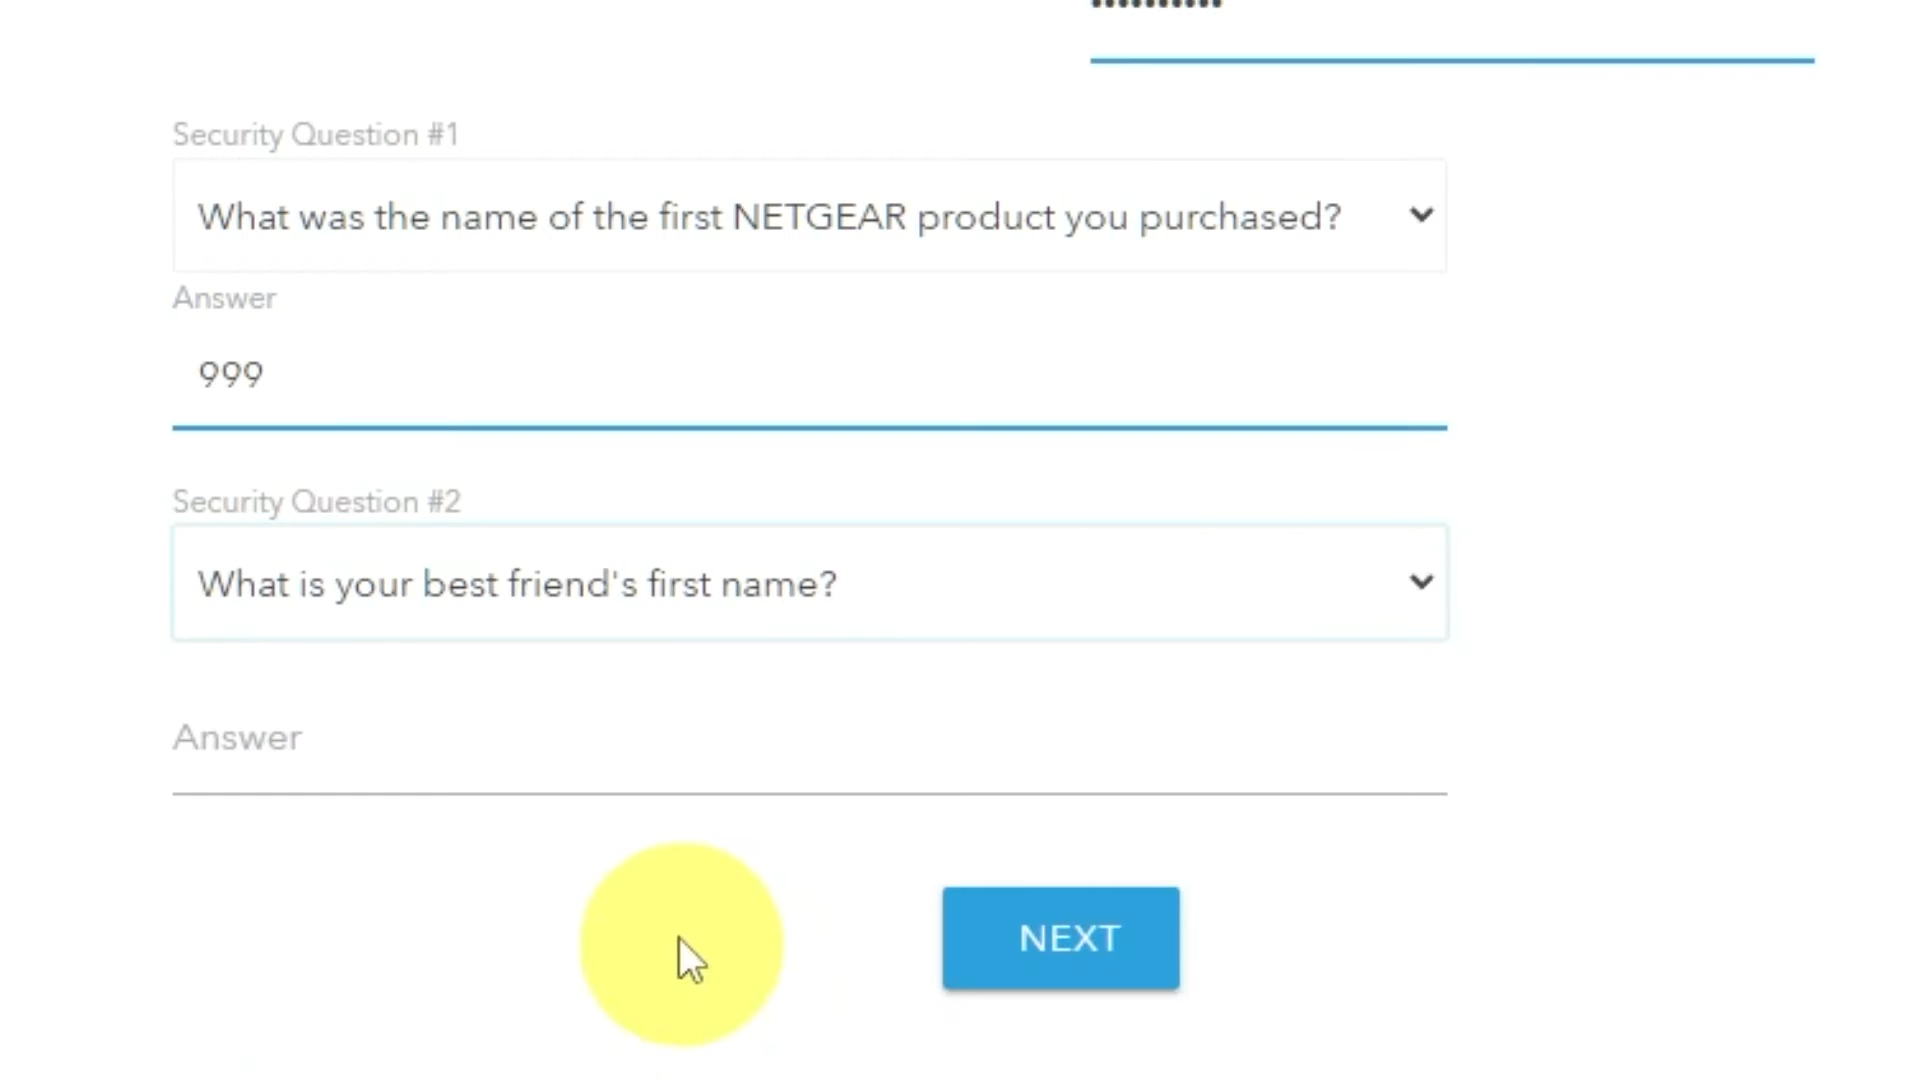 Security Question #1
What was the name of the first NETGEAR product you purchased?
Answer
999
Security Question #2
What is your best friend's first name?
Answer
NEXT